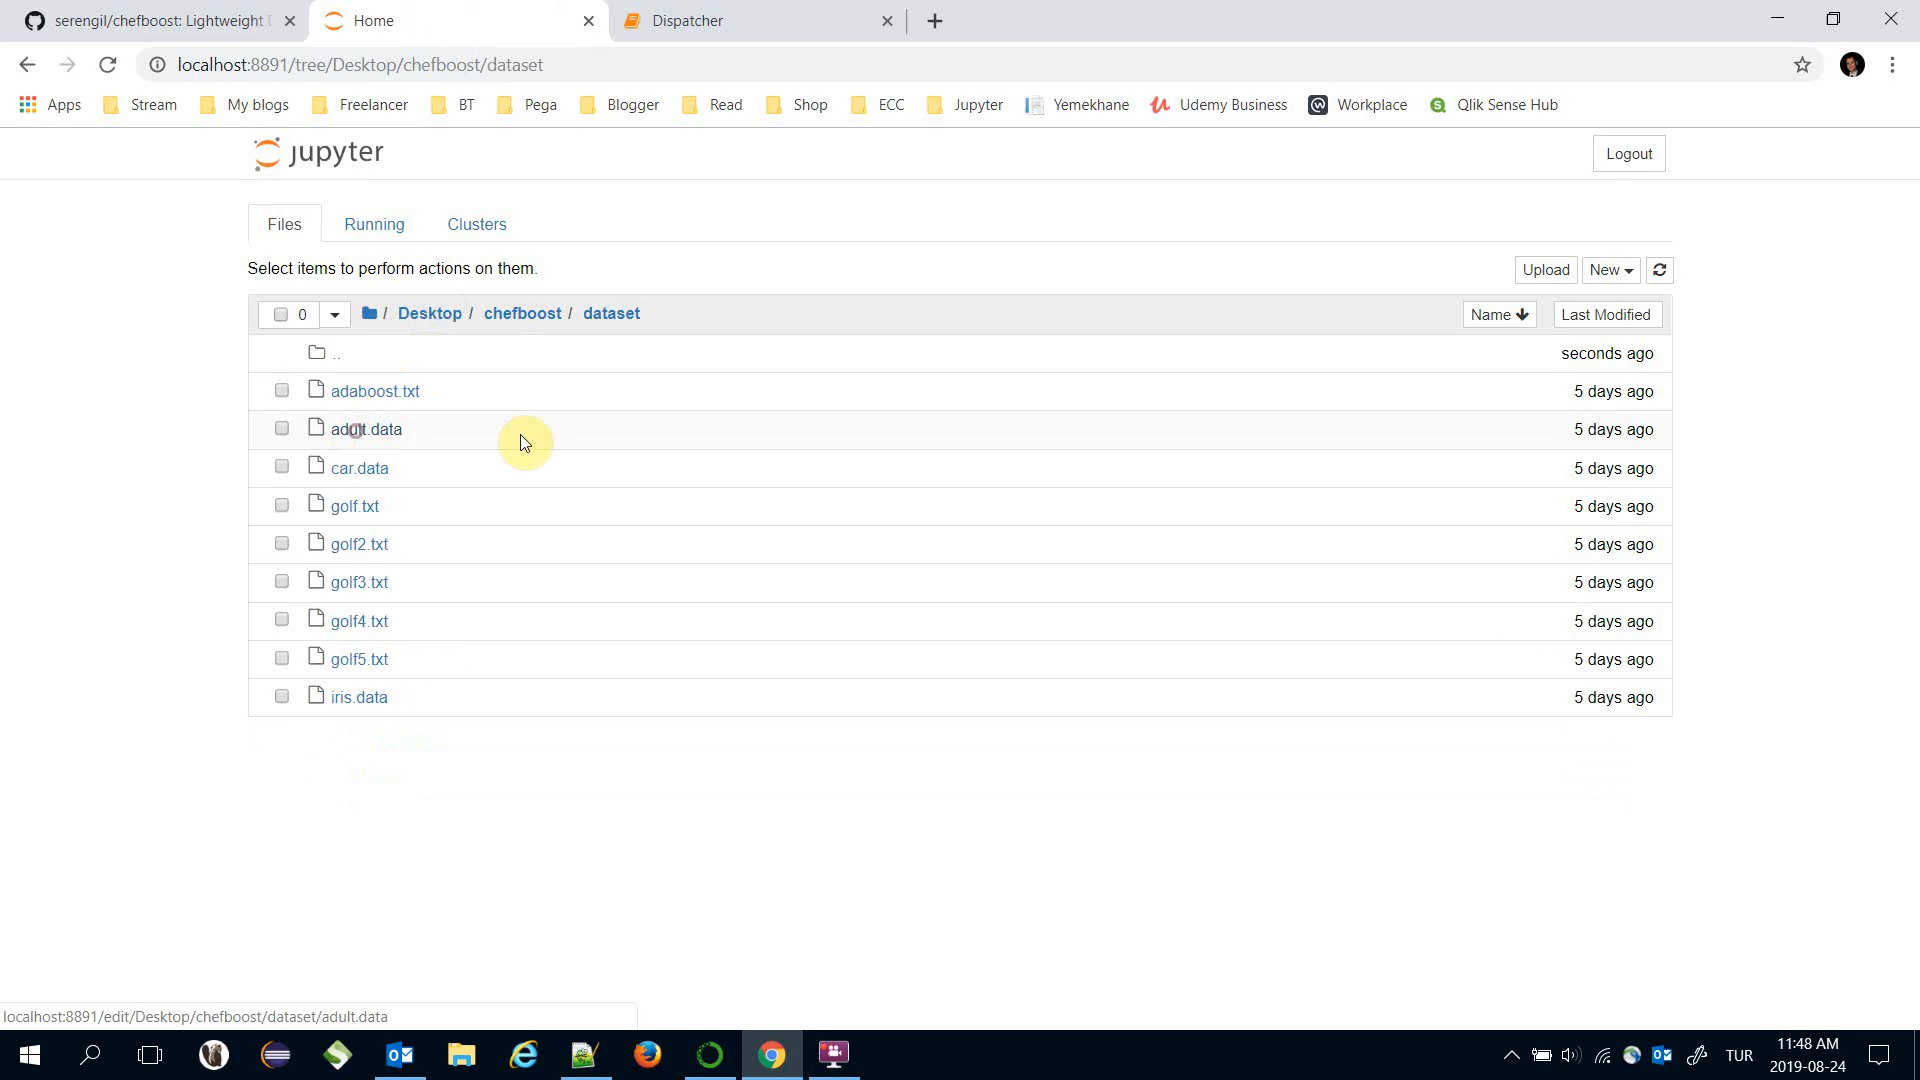 serengil/chefboost: Lightweight
Home
Dispatcher
localhost:8891/tree/Desktop/chefboost/dataset
Apps Stream My blogs Freelancer BT Pega Blogger Read Shop ECC Jupyter Yemekhane Udemy Business Workplace Qlik Sense Hub
jupyter
Logout
Files Running Clusters
Select items to perform actions on them.
Upload New
0 / Desktop / chefboost / dataset
Name Last Modified
.. seconds ago
adaboost.txt 5 days ago
adult.data 5 days ago
car.data 5 days ago
golf.txt 5 days ago
golf2.txt 5 days ago
golf3.txt 5 days ago
golf4.txt 5 days ago
golf5.txt 5 days ago
iris.data 5 days ago
localhost:8891/edit/Desktop/chefboost/dataset/adult.data
TUR
11:48 AM
2019-08-24